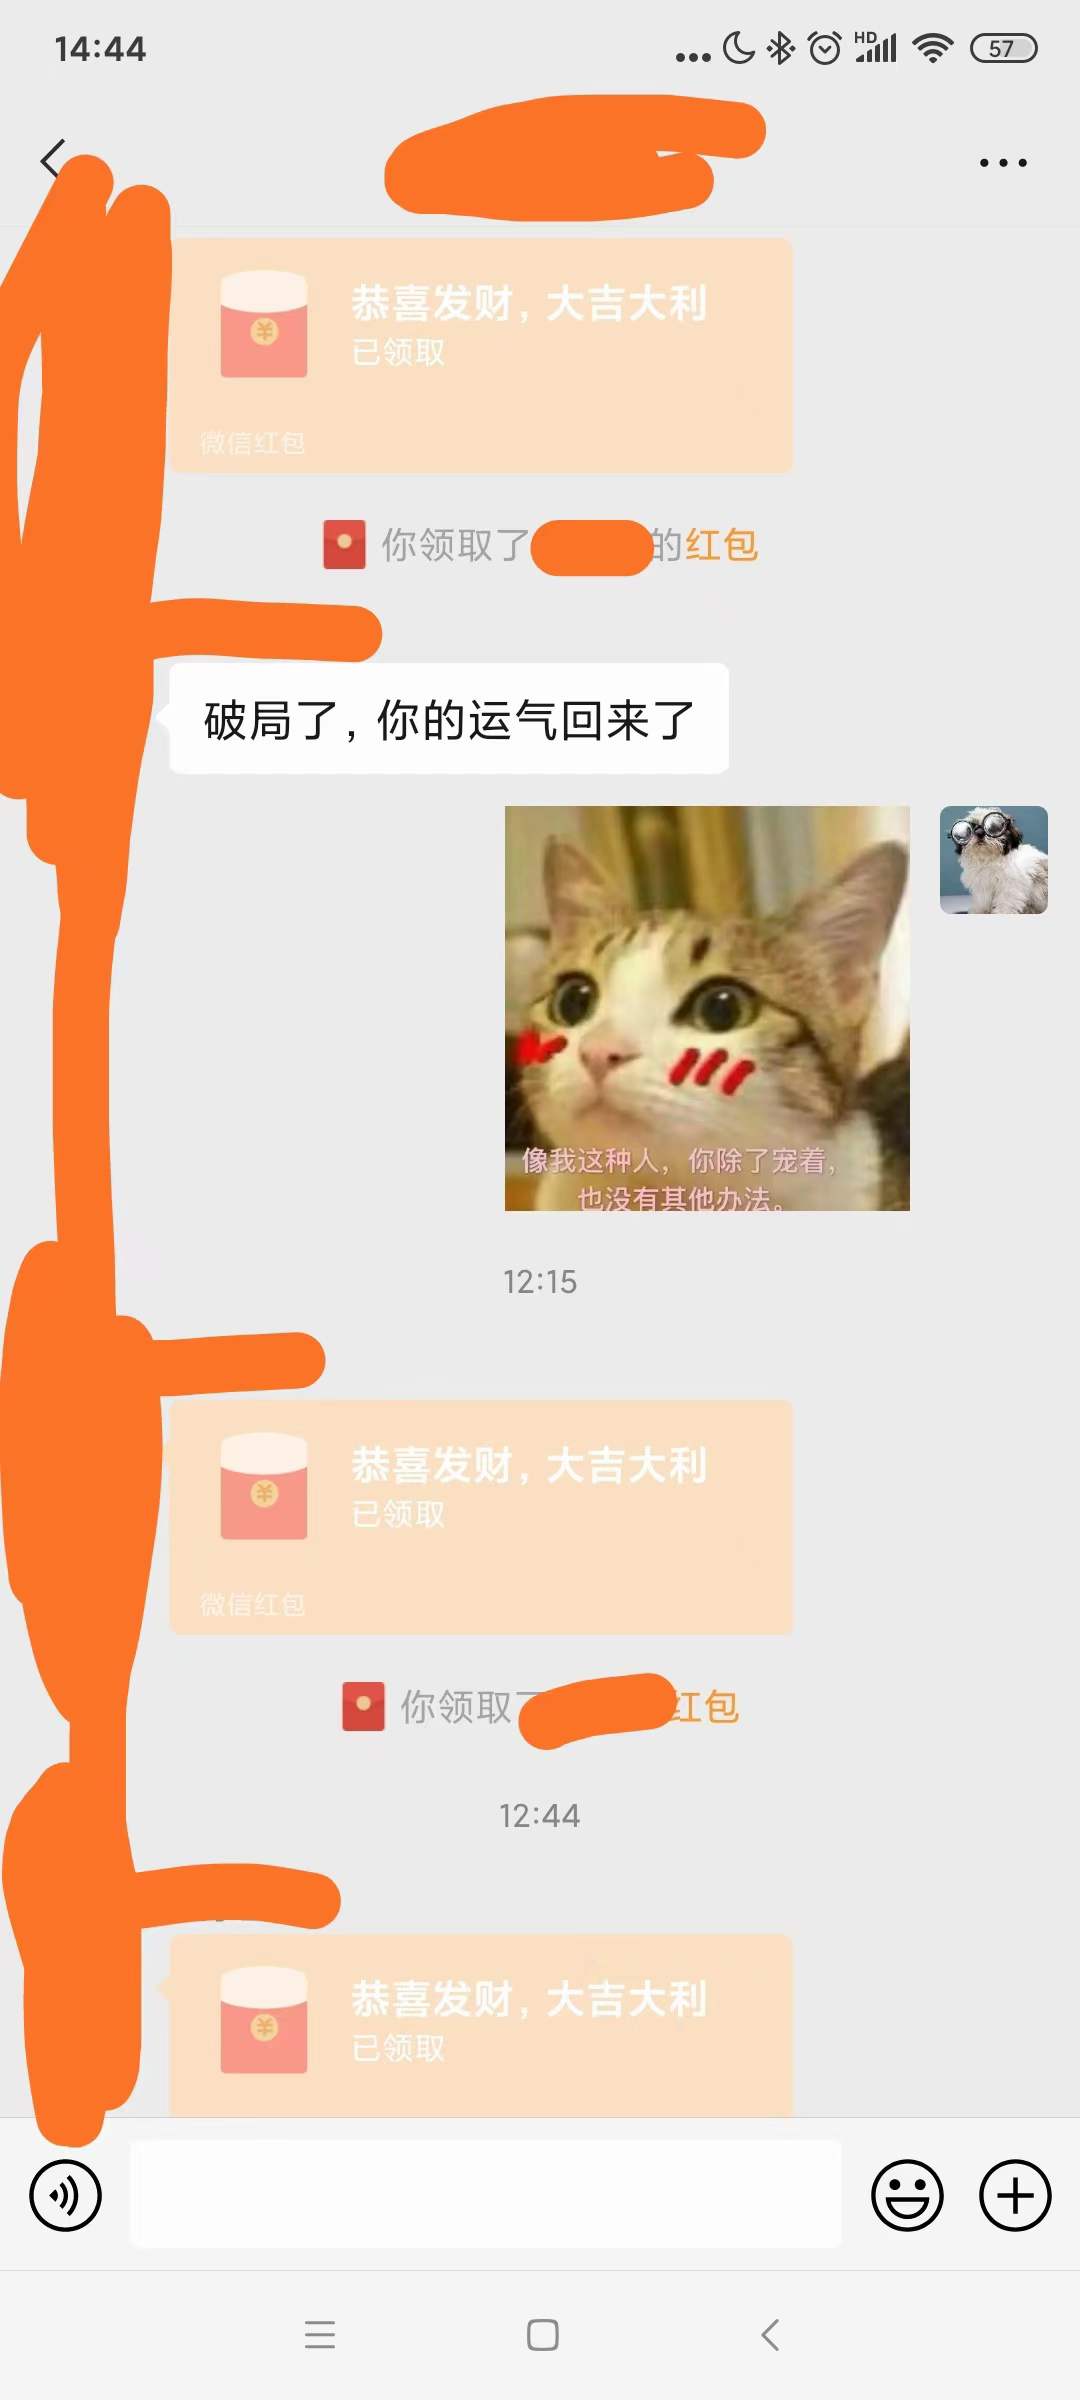 14:44
HD
57
恭喜发财，大吉大利
已领取
微信红包
你领取了
的红包
破局了，你的运气回来了
像我这种人，你除了宠着，
也没有其他办法。
12:15
恭喜发财，大吉大利
已领取
微信红包
你领取
红包
12:44
恭喜发财，大吉大利
已领取